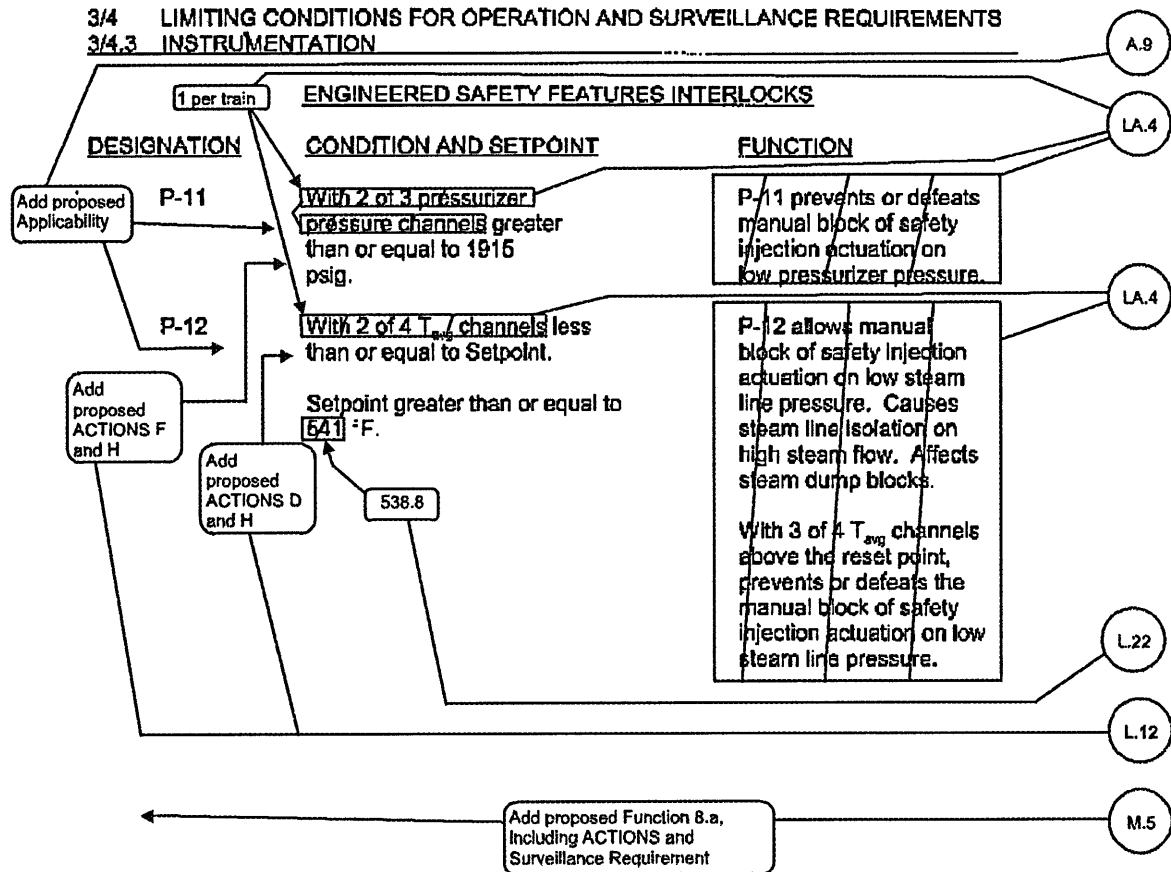 3/4 LIMITING CONDITIONS FOR OPERATION AND SURVEILLANCE REQUIREMENTS
3/4.3 INSTRUMENTATION
A.9
1 per train
ENGINEERED SAFETY FEATURES INTERLOCKS
LA.4
DESIGNATION CONDITION AND SETPOINT FUNCTION
Add proposed
Applicability
P-11
With 2 of 3 pressurizer
pressure channels greater
than or equal to 1915
psig.
P-11 prevents or defeats
manual block of safety
injection actuation on
low pressurizer pressure.
LA.4
P-12
With 2 of 4 Tavg channels less
than or equal to Setpoint.
Setpoint greater than or equal to
541 °F.
P-12 allows manual
block of safety injection
actuation on low steam
line pressure. Causes
steam line isolation on
high steam flow. Affects
steam dump blocks.
With 3 of 4 Tavg channels
above the reset point,
prevents or defeats the
manual block of safety
injection actuation on low
steam line pressure.
Add
proposed
ACTIONS F
and H
Add
proposed
ACTIONS D
and H
538.8
L.22
L.12
Add proposed Function 8.a,
Including ACTIONS and
Surveillance Requirement
M.5